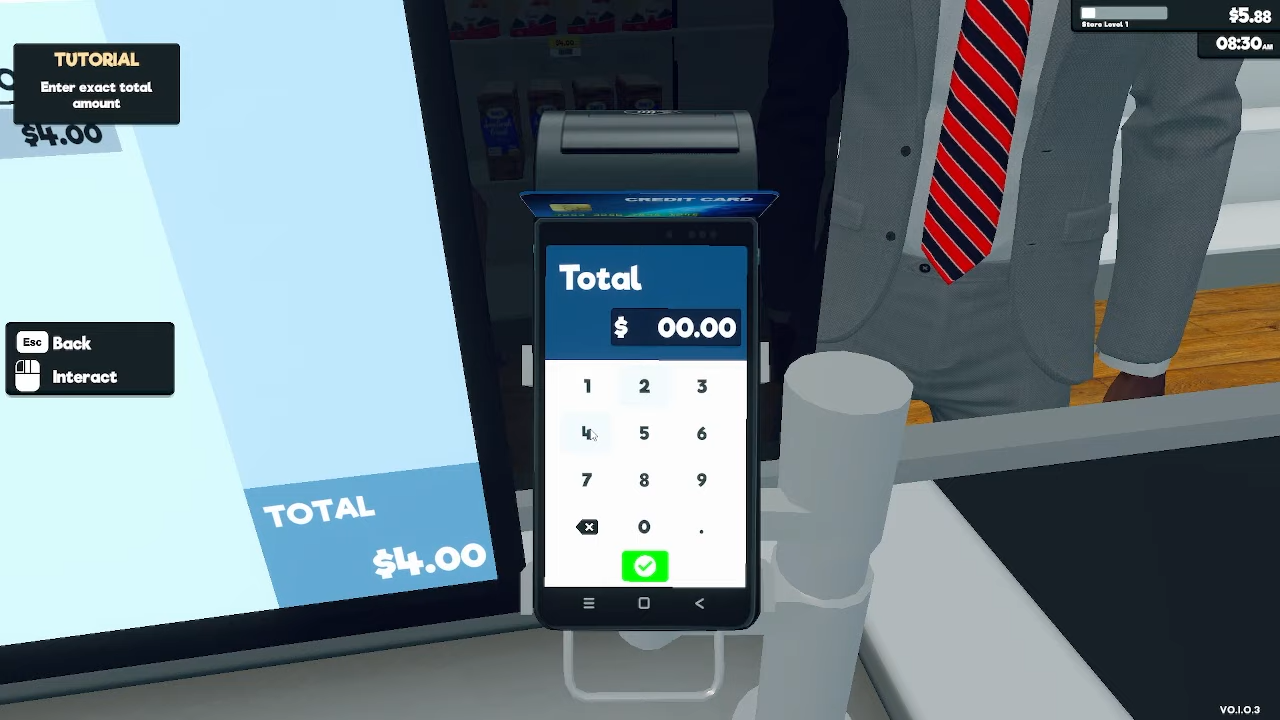 TUTORIAL
Enter exact total
amount
$4.00
Esc Back
Interact
TOTAL
$4.00
CREDIT CARD
Total
$ 00.00
1 2 3
4 5 6
7 8 9
0 .
$5.88
Store Level 1
08:30AM
V0.1.0.3